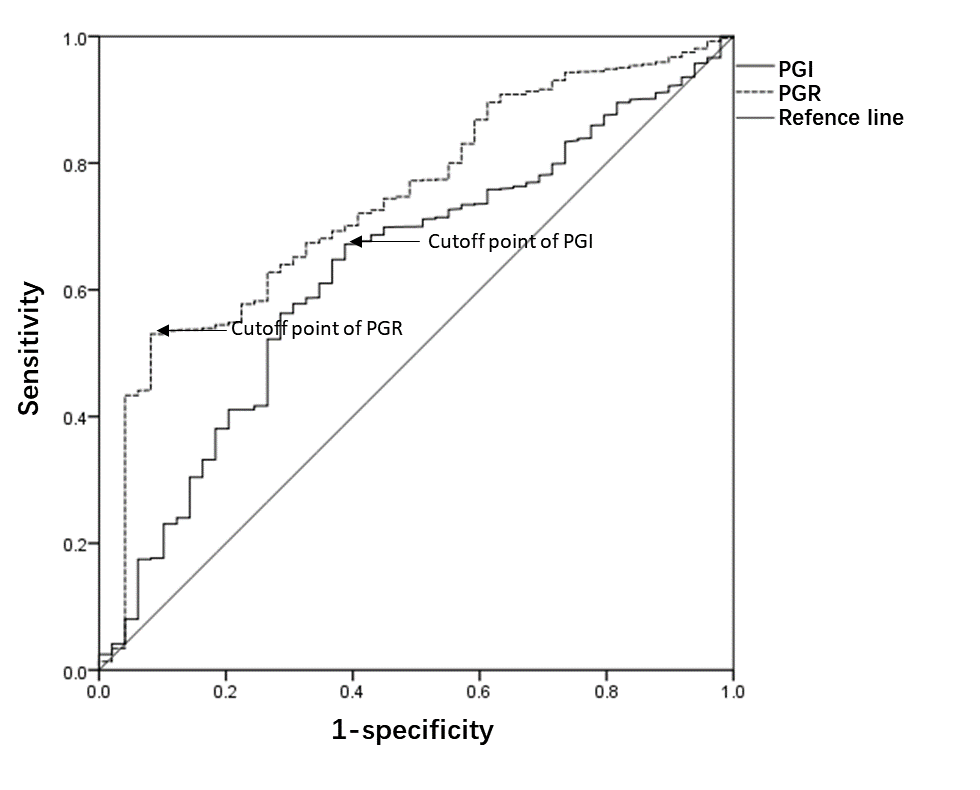 1.0
PGI
PGR
Refence line
0.8
Cutoff point of PGI
0.6
Cutoff point of PGR
Sensitivity
0.4
0.2
0.0
0.0 0.2 0.4 0.6 0.8 1.0
1-specificity